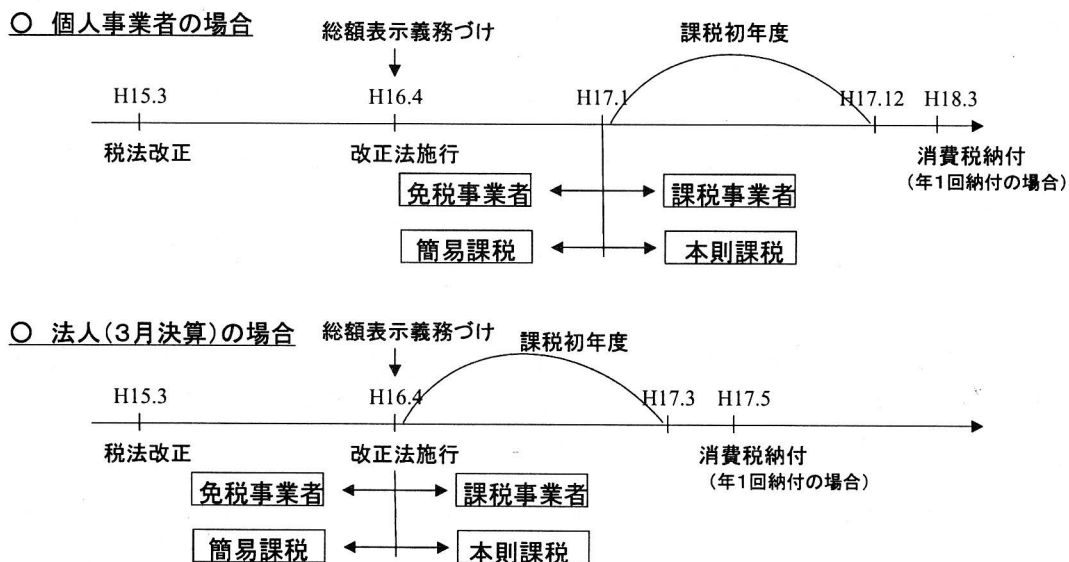 ○ 個人事業者の場合
総額表示義務づけ
課税初年度
H15.3 H16.4 H17.1 H17.12 H18.3
税法改正 改正法施行 消費税納付
(年1回納付の場合)
免税事業者 課税事業者
簡易課税 本則課税
○ 法人(3月決算)の場合
総額表示義務づけ
課税初年度
H15.3 H16.4 H17.3 H17.5
税法改正 改正法施行 消費税納付
(年1回納付の場合)
免税事業者 課税事業者
簡易課税 本則課税